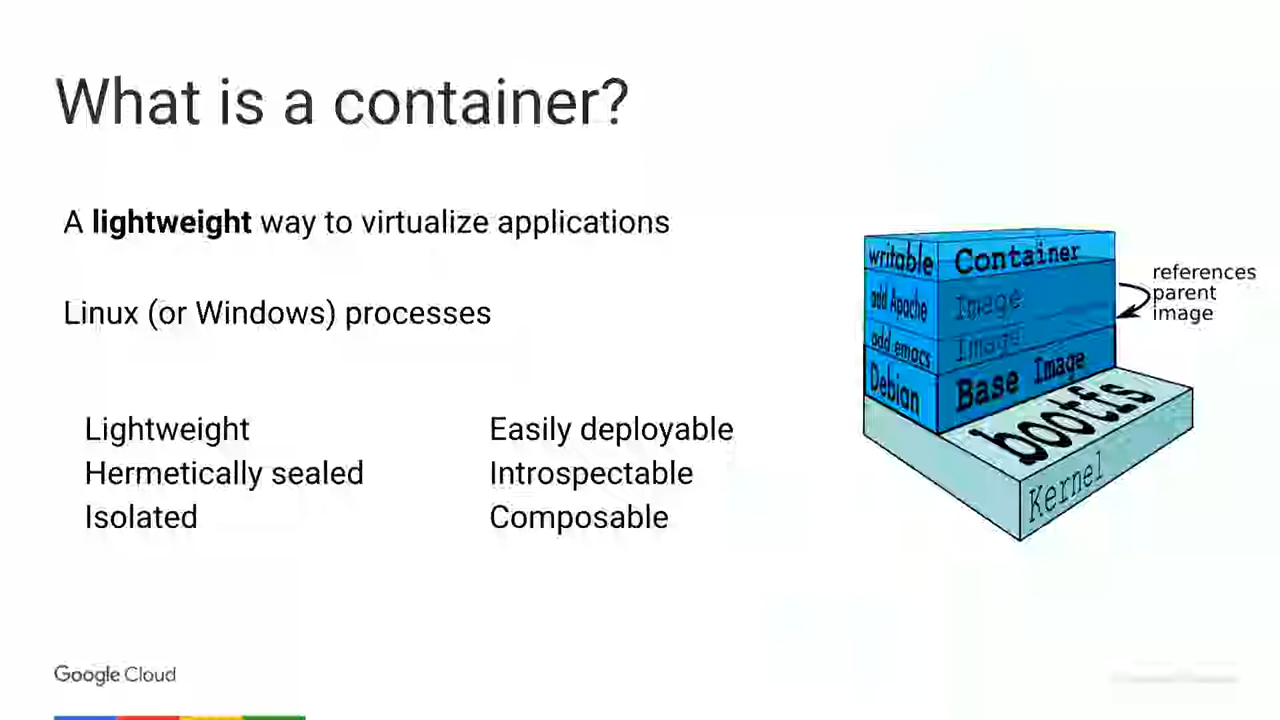 What is a container?
A lightweight way to virtualize applications
Linux (or Windows) processes
Lightweight
Hermetically sealed
Isolated
Easily deployable
Introspectable
Composable
writable Container
add Apache Image
add emacs Image
Debian Base Image
references
parent
image
bootfs
Kernel
Google Cloud